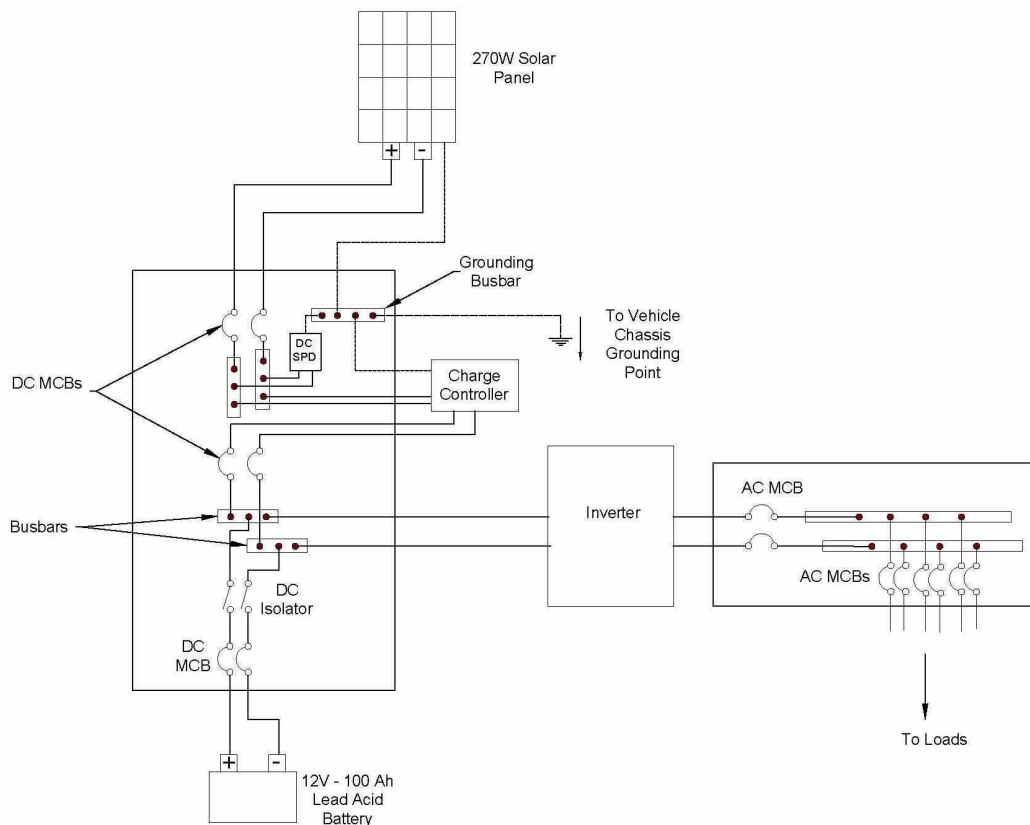 270W Solar
Panel
+
-
Grounding
Busbar
To Vehicle
Chassis
Grounding
Point
DC
SPD
DC MCBs
Charge
Controller
AC MCB
Inverter
Busbars
AC MCBs
DC
Isolator
DC
MCB
To Loads
+
-
12V - 100 Ah
Lead Acid
Battery